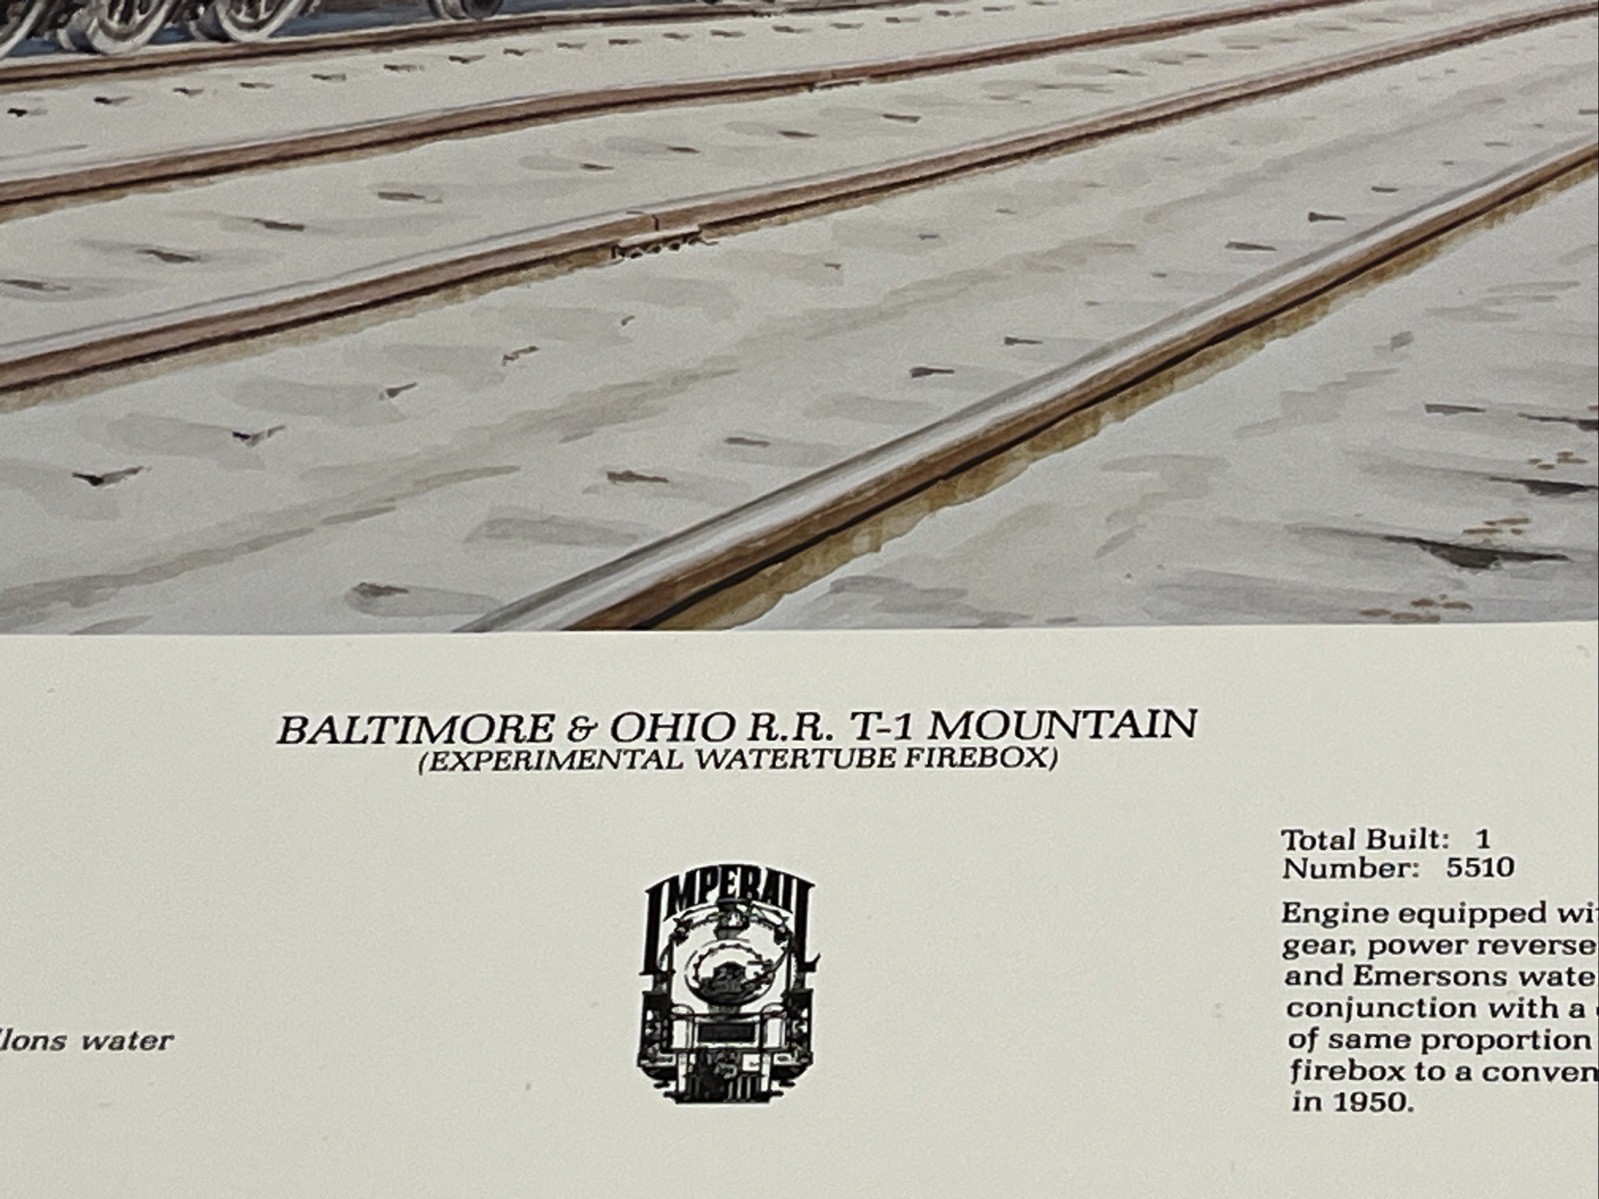 BALTIMORE & OHIO R.R. T-1 MOUNTAIN
(EXPERIMENTAL WATERTUBE FIREBOX)
IMPERAIL
Total Built: 1
Number: 5510
Engine equipped wi
gear, power reverse
and Emersons wate
conjunction with a
of same proportion
firebox to a conven
in 1950.
llons water